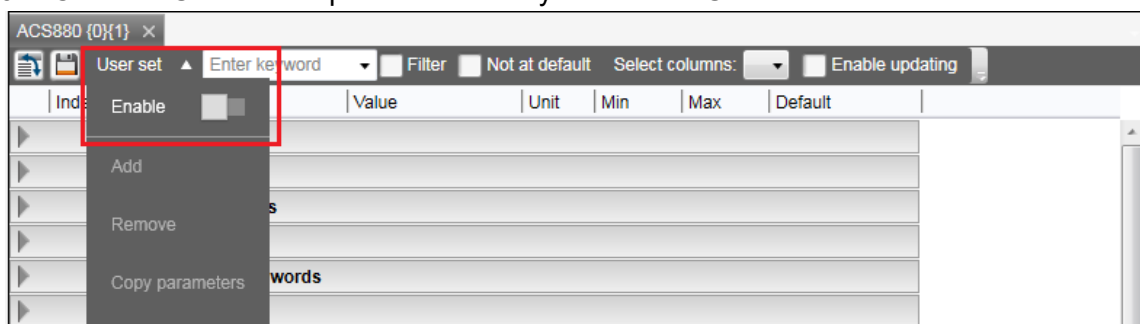 ACS880 {0}{1} ×
User set Enter keyword Filter Not at default Select columns: Enable updating
Value Unit Min Max Default
Enable
Add
Remove
Copy parameters
words